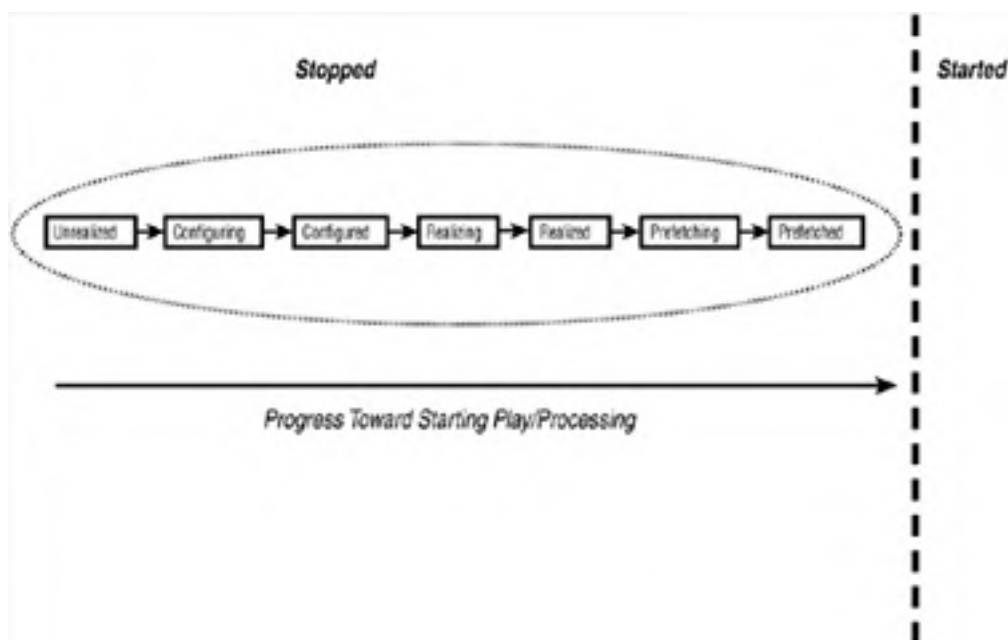 Stopped
Started
Unrealized
Configuring
Configured
Realizing
Realized
Prefetching
Prefetched
Progress Toward Starting Play/Processing